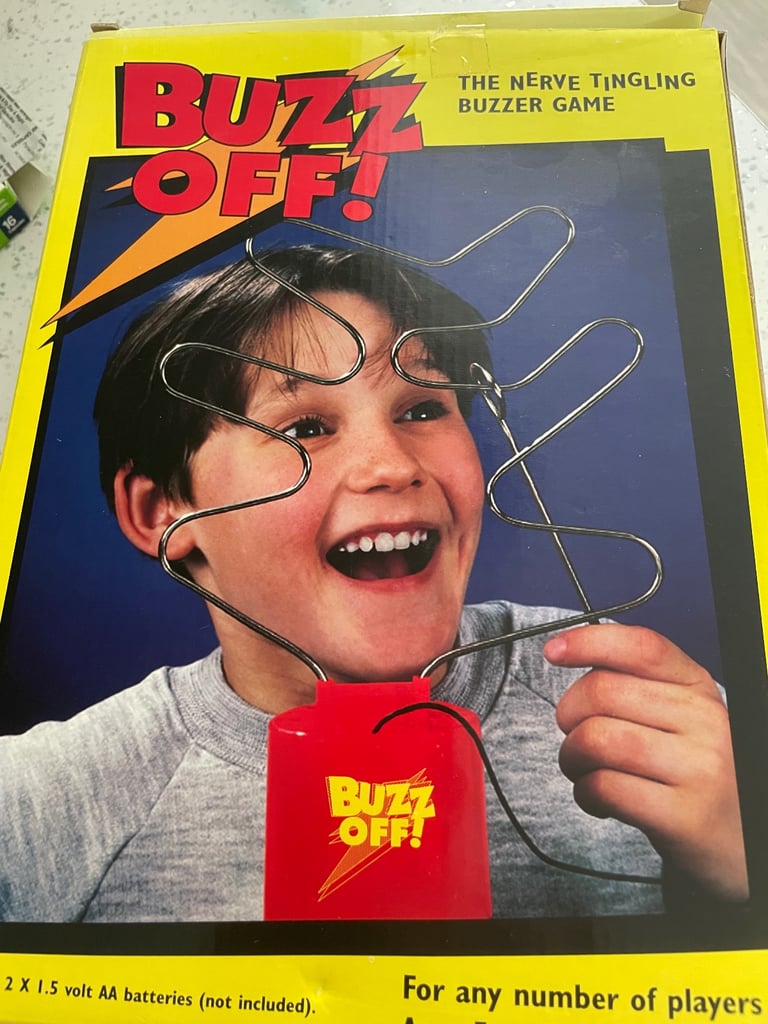 BUZZ
OFF!
THE NERVE TINGLING
BUZZER GAME
16
BUZZ
OFF!
2 X 1.5 volt AA batteries (not included).
For any number of players